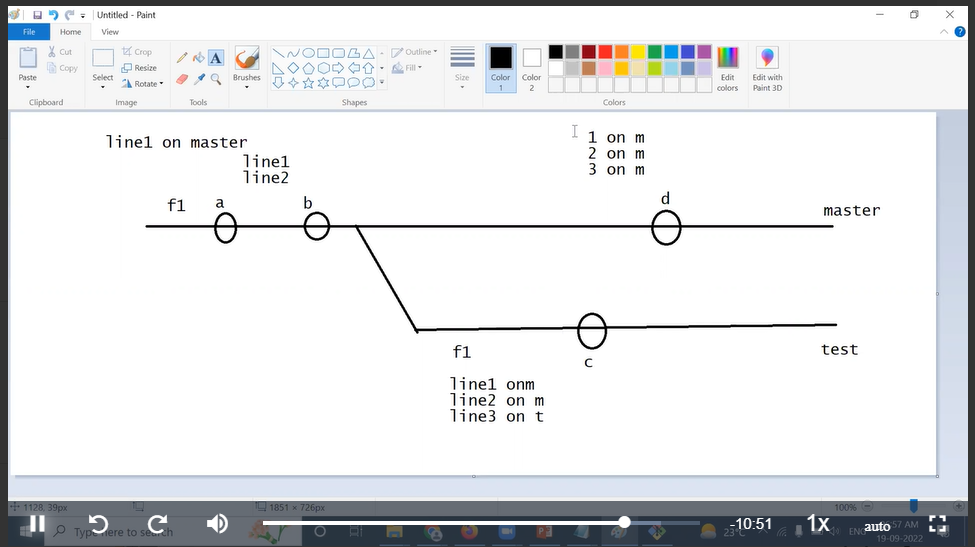 Untitled - Paint
File
Home
View
Paste
Cut
Copy
Clipboard
Select
Crop
Resize
Rotate
Image
A
Tools
Brushes
Outline
Fill
Shapes
Size
Color 1
Color 2
Edit colors
Colors
Edit with Paint 3D
line1 on master
line1
line2
1 on m
2 on m
3 on m
f1
a
b
d
master
f1
c
test
line1 onm
line2 on m
line3 on t
1128, 39px
1851 × 726px
100%
Type here to search
-10:51
1x
auto
23°C
ENG
57 AM
19-09-2022